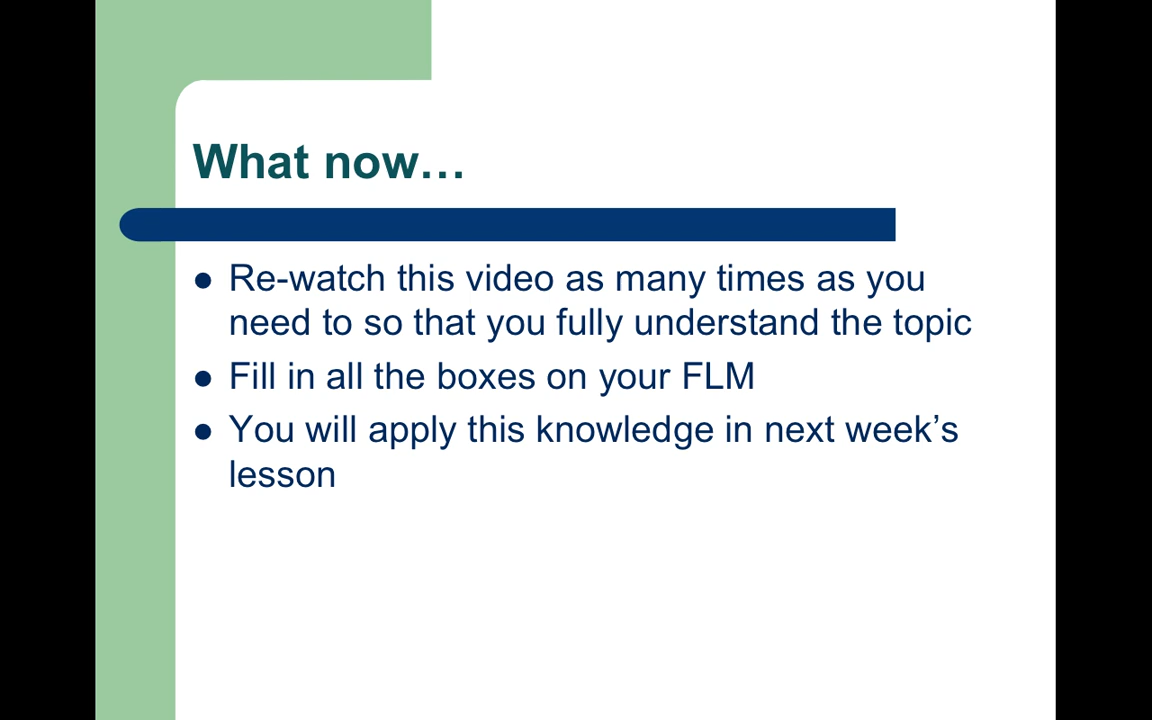 What now…
Re-watch this video as many times as you
need to so that you fully understand the topic
Fill in all the boxes on your FLM
You will apply this knowledge in next week’s
lesson